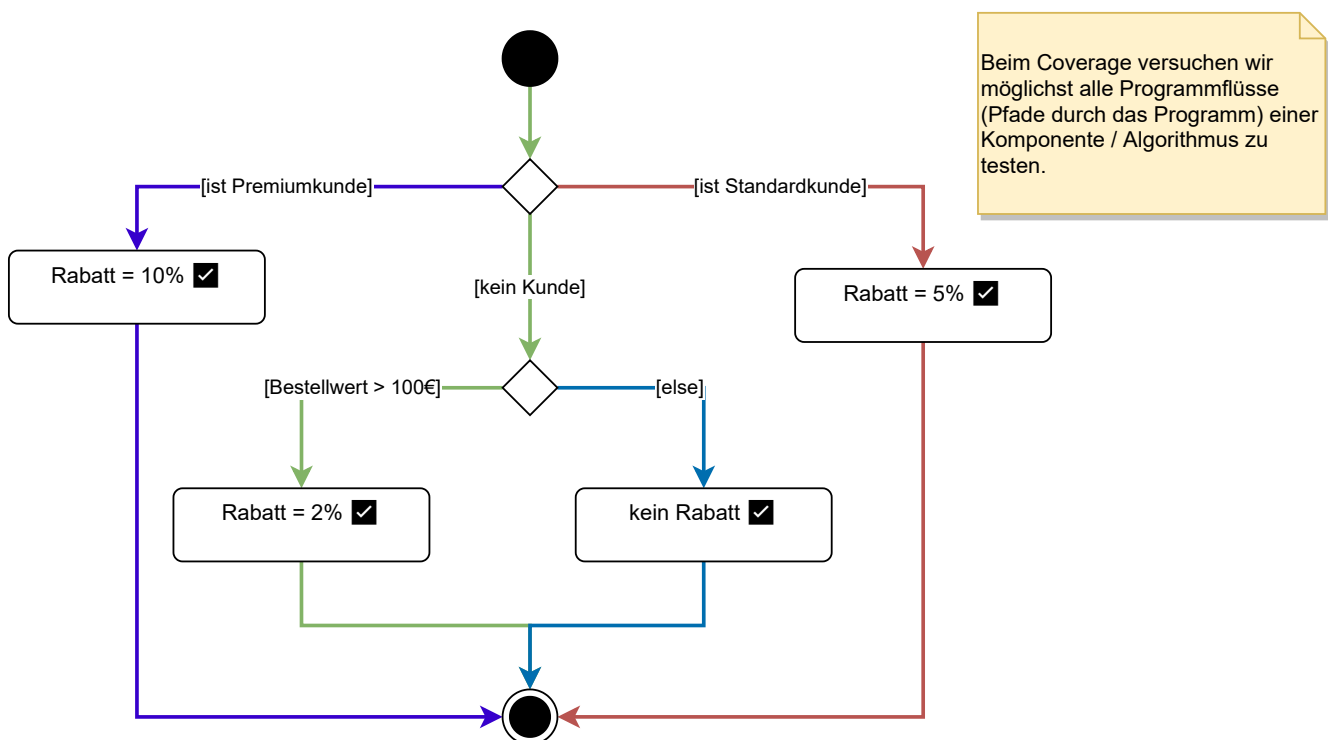 Beim Coverage versuchen wir
möglichst alle Programmflüsse
(Pfade durch das Programm) einer
Komponente / Algorithmus zu
testen.
[ist Premiumkunde]
[ist Standardkunde]
Rabatt = 10% ✅
[kein Kunde]
Rabatt = 5% ✅
[Bestellwert > 100€]
[else]
Rabatt = 2% ✅
kein Rabatt ✅